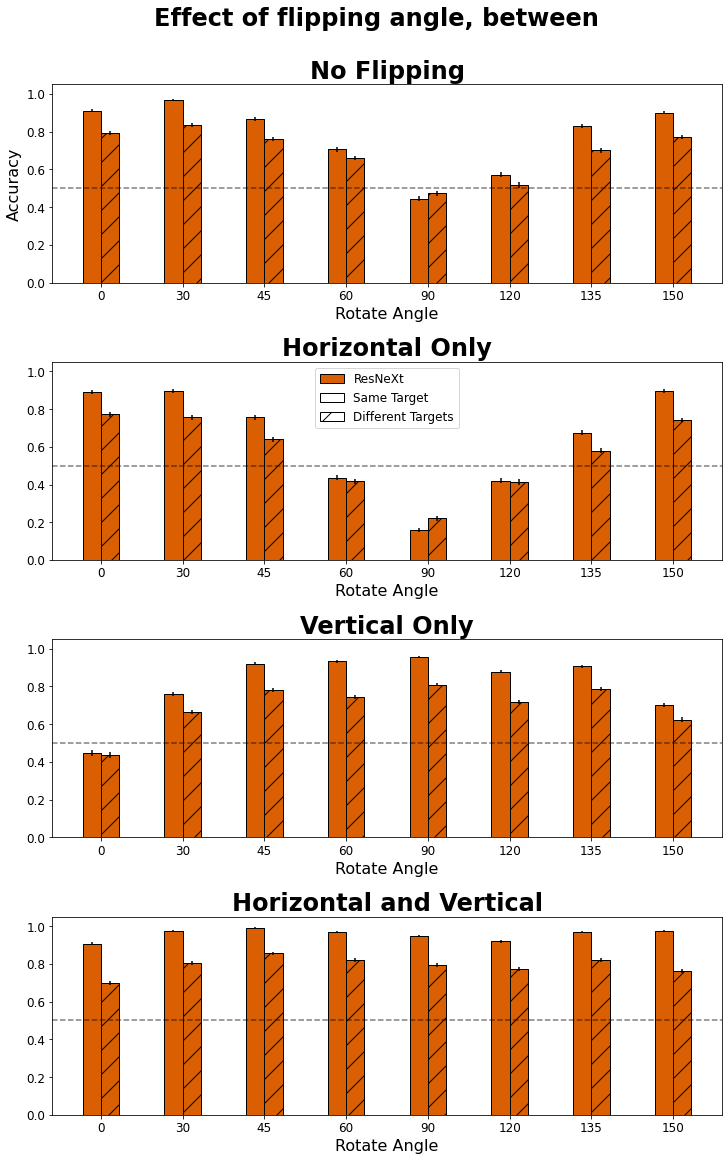 Effect of flipping angle, between
No Flipping
Accuracy
1.0
0.8
0.6
0.4
0.2
0.0
0 30 45 60 90 120 135 150
Rotate Angle
Horizontal Only
ResNeXt
Same Target
Different Targets
1.0
0.8
0.6
0.4
0.2
0.0
0 30 45 60 90 120 135 150
Rotate Angle
Vertical Only
1.0
0.8
0.6
0.4
0.2
0.0
0 30 45 60 90 120 135 150
Rotate Angle
Horizontal and Vertical
1.0
0.8
0.6
0.4
0.2
0.0
0 30 45 60 90 120 135 150
Rotate Angle